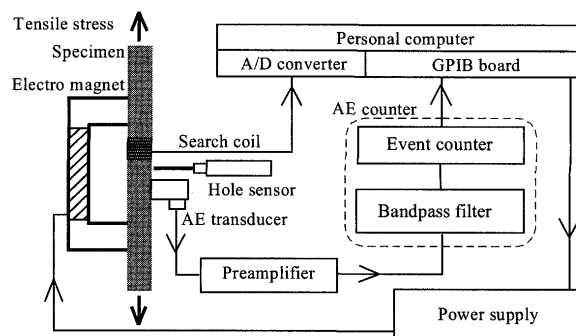 Tensile stress
Specimen
Electro magnet
Personal computer
A/D converter
GPIB board
AE counter
Search coil
Event counter
Hole sensor
AE transducer
Bandpass filter
Preamplifier
Power supply